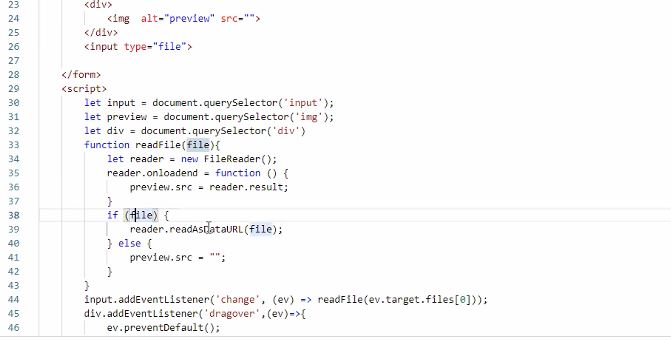 23 <div>
24 <img alt="preview" src="">
25 </div>
26 <input type="file">
27
28 </form>
29 <script>
30 let input = document.querySelector('input');
31 let preview = document.querySelector('img');
32 let div = document.querySelector('div')
33 function readFile(file){
34 let reader = new FileReader();
35 reader.onloadend = function () {
36 preview.src = reader.result;
37 }
38 if (file) {
39 reader.readAsDataURL(file);
40 } else {
41 preview.src = "";
42 }
43 }
44 input.addEventListener('change', (ev) => readFile(ev.target.files[0]));
45 div.addEventListener('dragover',(ev)=>{
46 ev.preventDefault();